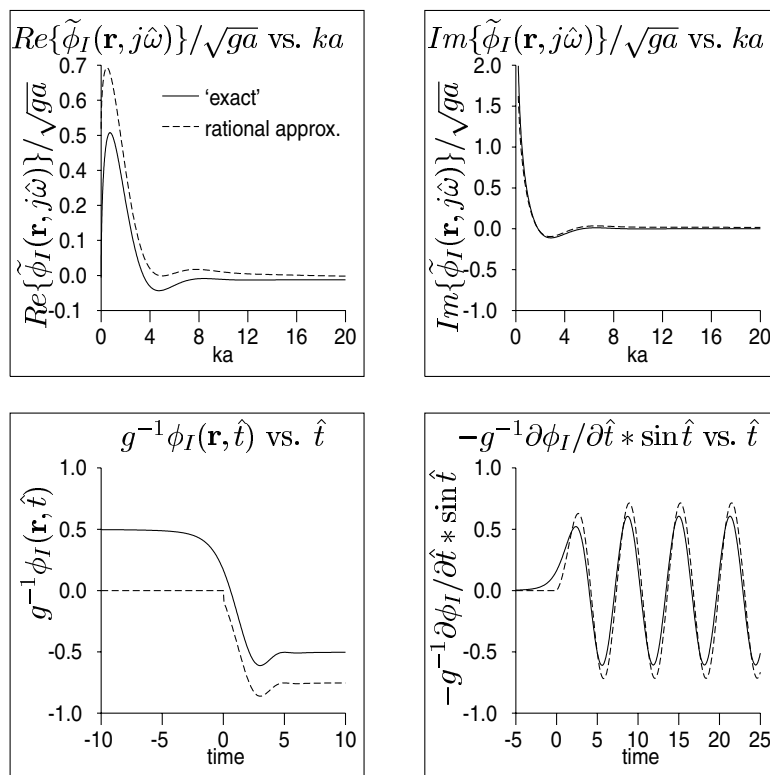 Re{φ̃_I(𝐫, jω̂)}/√ga vs. ka
Re{φ̃_I(𝐫, jω̂)}/√ga
0.7
0.6
0.5
0.4
0.2
0.1
0.0
-0.1
‘exact’
rational approx.
0 4 8 12 16 20
ka
Im{φ̃_I(𝐫, jω̂)}/√ga vs. ka
Im{φ̃_I(𝐫, jω̂)}/√ga
2.0
1.5
1.0
0.5
0.0
-0.5
-1.0
0 4 8 12 16 20
ka
g⁻¹φ_I(𝐫, t̂) vs. t̂
g⁻¹φ_I(𝐫, t̂)
1.0
0.5
0.0
-0.5
-1.0
-10 -5 0 5 10
time
−g⁻¹∂φ_I/∂t̂ * sin t̂ vs. t̂
−g⁻¹∂φ_I/∂t̂ * sin t̂
1.0
0.5
0.0
-0.5
-1.0
-5 0 5 10 15 20 25
time